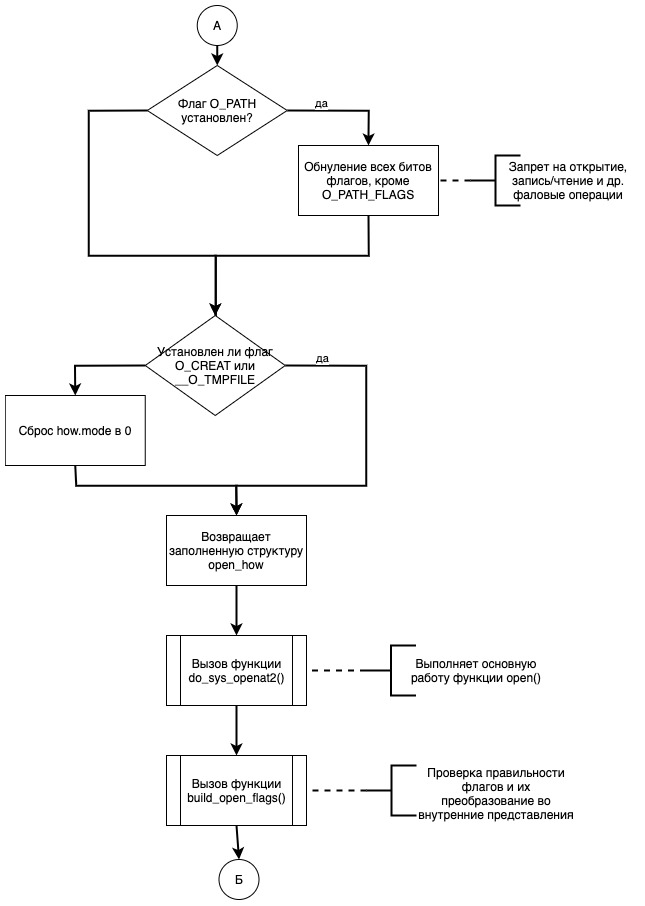 А
Флаг O_PATH
установлен?
да
Обнуление всех битов
флагов, кроме
O_PATH_FLAGS
Запрет на открытие,
запись/чтение и др.
фаловые операции
Установлен ли флаг
O_CREAT или
__O_TMPFILE
да
Сброс how.mode в 0
Возвращает
заполненную структуру
open_how
Вызов функции
do_sys_openat2()
Выполняет основную
работу функции open()
Вызов функции
build_open_flags()
Проверка правильности
флагов и их
преобразование во
внутренние представления
Б